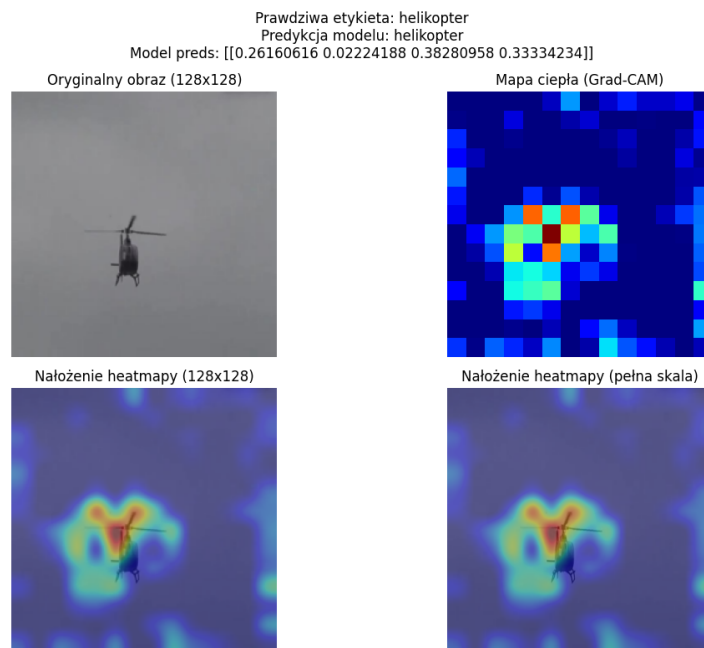 Prawdziwa etykieta: helikopter
Predykcja modelu: helikopter
Model preds: [[0.26160616 0.02224188 0.38280958 0.33334234]]
Oryginalny obraz (128x128)
Mapa ciepła (Grad-CAM)
Nałożenie heatmapy (128x128)
Nałożenie heatmapy (pełna skala)